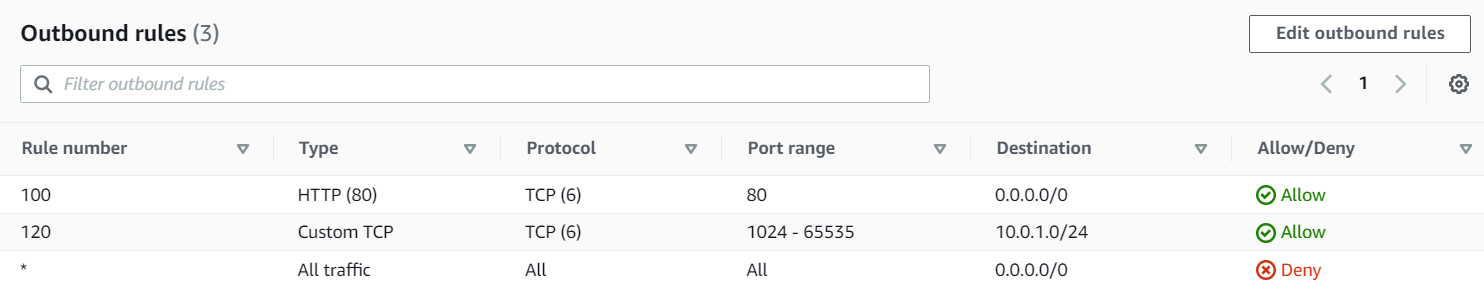 Outbound rules (3)
Edit outbound rules
Filter outbound rules
1
Rule number Type Protocol Port range Destination Allow/Deny
100 HTTP (80) TCP (6) 80 0.0.0.0/0 Allow
120 Custom TCP TCP (6) 1024 - 65535 10.0.1.0/24 Allow
* All traffic All All 0.0.0.0/0 Deny